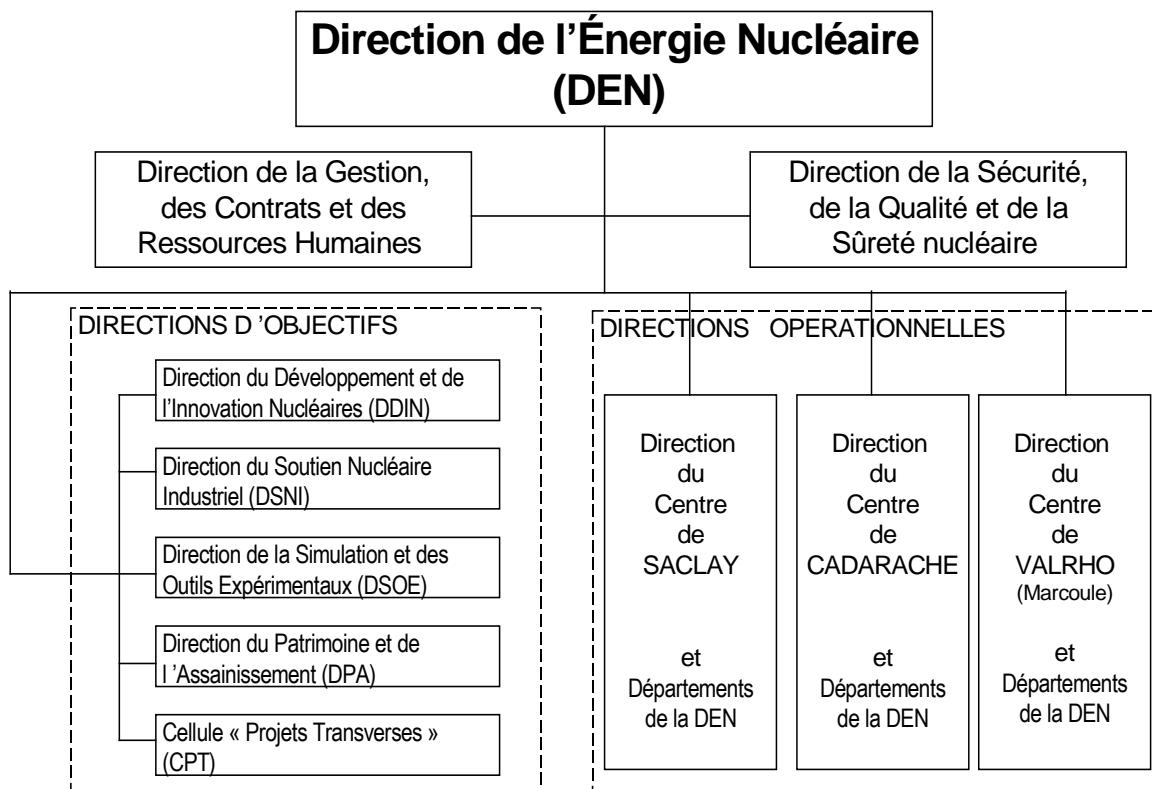 Direction de l’Énergie Nucléaire
(DEN)
Direction de la Gestion,
des Contrats et des
Ressources Humaines
Direction de la Sécurité,
de la Qualité et de la
Sûreté nucléaire
DIRECTIONS D ’OBJECTIFS
Direction du Développement et de
l’Innovation Nucléaires (DDIN)
Direction du Soutien Nucléaire
Industriel (DSNI)
Direction de la Simulation et des
Outils Expérimentaux (DSOE)
Direction du Patrimoine et de
l ’Assainissement (DPA)
Cellule « Projets Transverses »
(CPT)
DIRECTIONS OPERATIONNELLES
Direction
du
Centre
de
SACLAY
et
Départements
de la DEN
Direction
du
Centre
de
CADARACHE
et
Départements
de la DEN
Direction
du
Centre
de
VALRHO
(Marcoule)
et
Départements
de la DEN